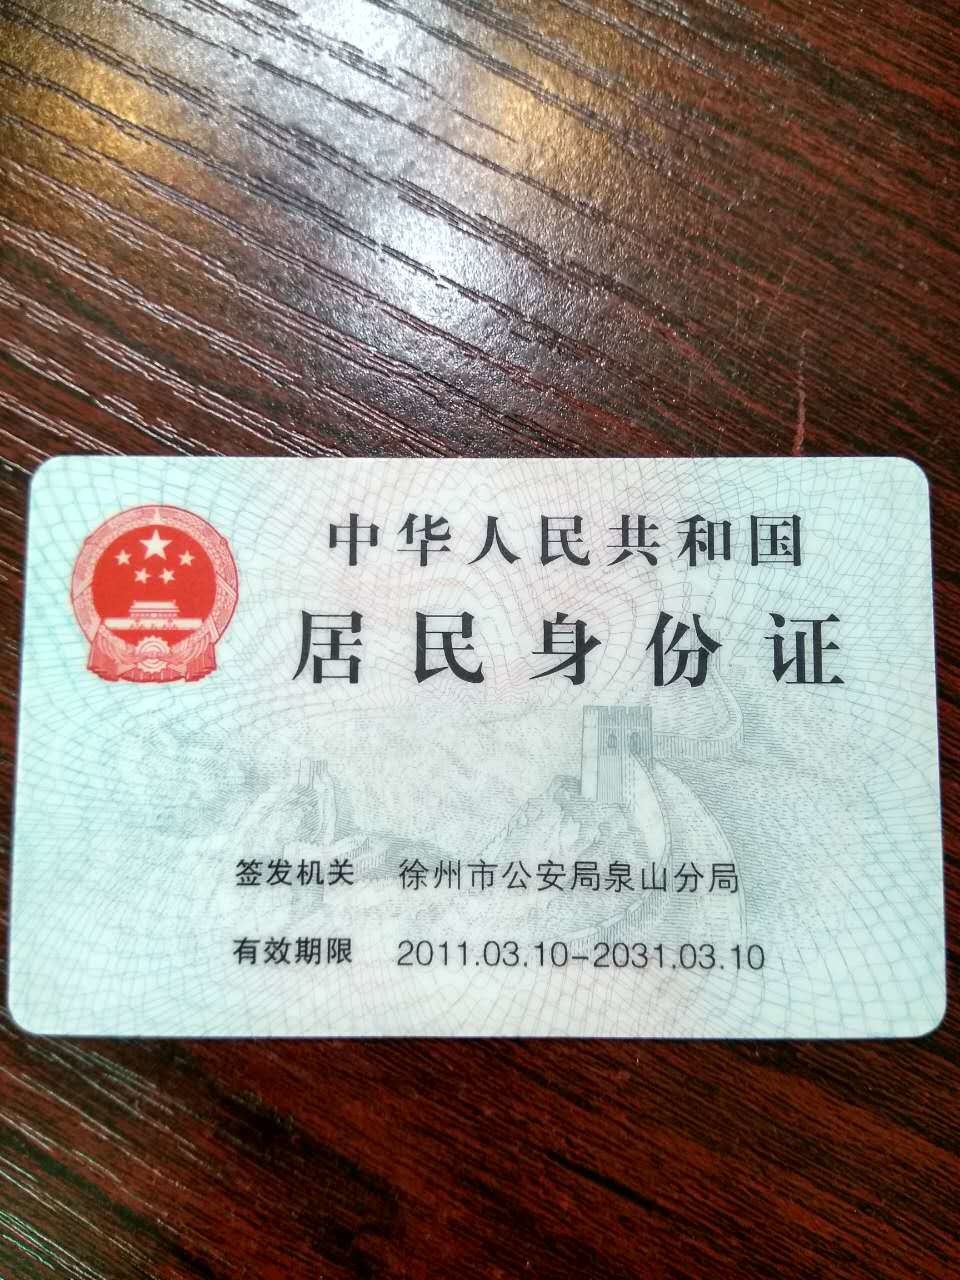 中华人民共和国
居民身份证
签发机关 徐州市公安局泉山分局
有效期限 2011.03.10-2031.03.10